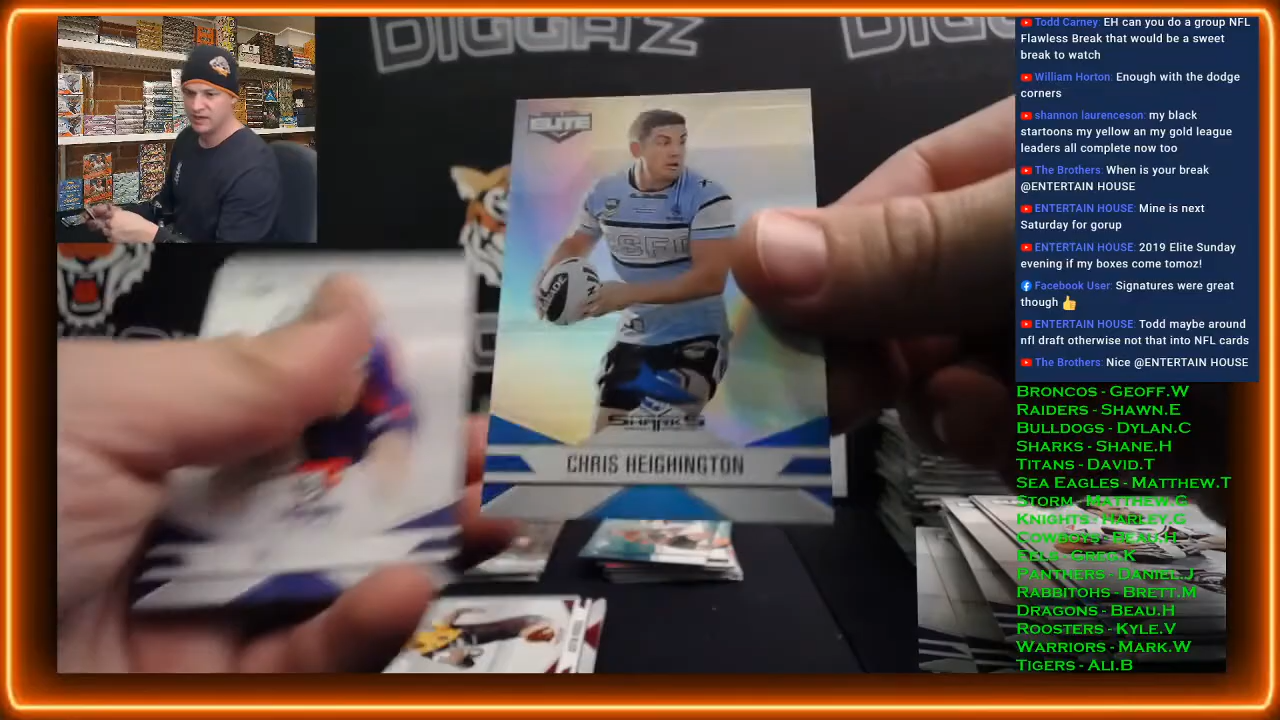 DIGGAZ
Todd Carney: EH can you do a group NFL
Flawless Break that would be a sweet
break to watch
William Horton: Enough with the dodge
corners
shannon laurenceson: my black
startoons my yellow an my gold league
leaders all complete now too
The Brothers: When is your break
@ENTERTAIN HOUSE
ENTERTAIN HOUSE: Mine is next
Saturday for gorup
ENTERTAIN HOUSE: 2019 Elite Sunday
evening if my boxes come tomoz!
Facebook User: Signatures were great
though 👍
ENTERTAIN HOUSE: Todd maybe around
nfl draft otherwise not that into NFL cards
The Brothers: Nice @ENTERTAIN HOUSE
ELITE
SHARKS
CHRIS HEIGHINGTON
BRONCOS - GEOFF.W
RAIDERS - SHAWN.E
BULLDOGS - DYLAN.C
SHARKS - SHANE.H
TITANS - DAVID.T
SEA EAGLES - MATTHEW.T
STORM - MATTHEW.G
KNIGHTS - HARLEY.G
COWBOYS - BEAU.H
EELS - GREG.K
PANTHERS - DANIEL.J
RABBITOHS - BRETT.M
DRAGONS - BEAU.H
ROOSTERS - KYLE.V
WARRIORS - MARK.W
TIGERS - ALI.B